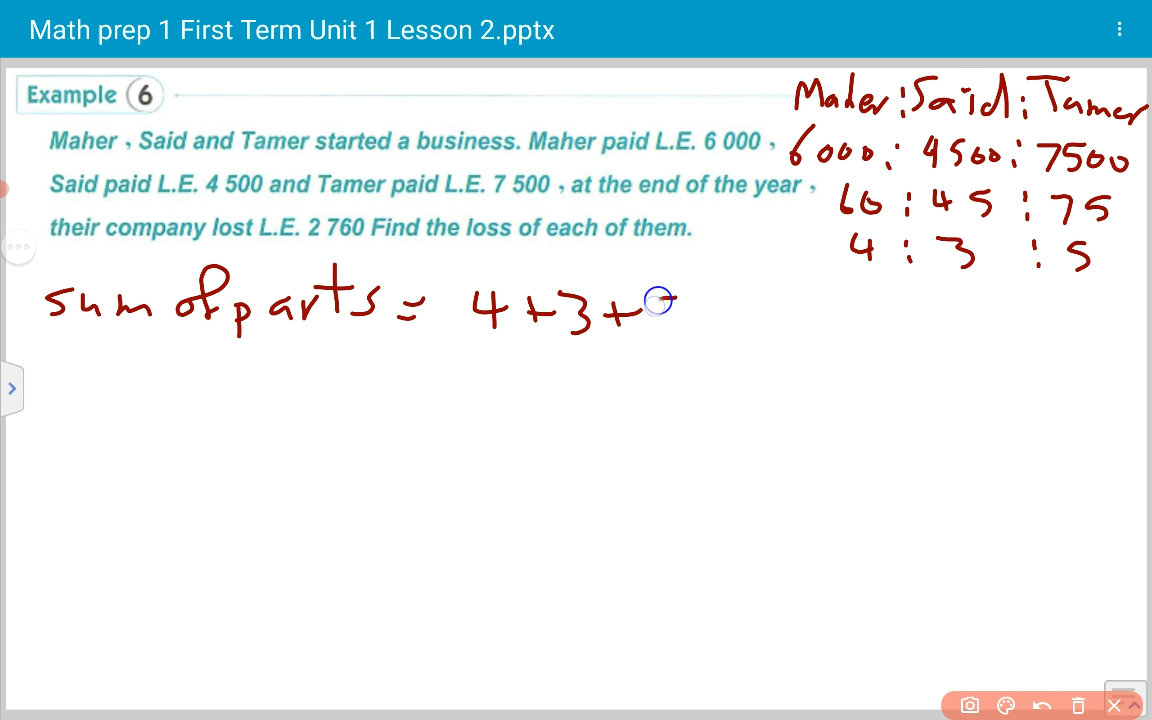 Math prep 1 First Term Unit 1 Lesson 2.pptx
Example 6
Maher , Said and Tamer started a business. Maher paid L.E. 6 000 ,
Said paid L.E. 4 500 and Tamer paid L.E. 7 500 , at the end of the year ,
their company lost L.E. 2 760 Find the loss of each of them.
Maher : Said : Tamer
6000 : 4500 : 7500
60 : 45 : 75
4 : 3 : 5
sum of parts = 4 + 3 +